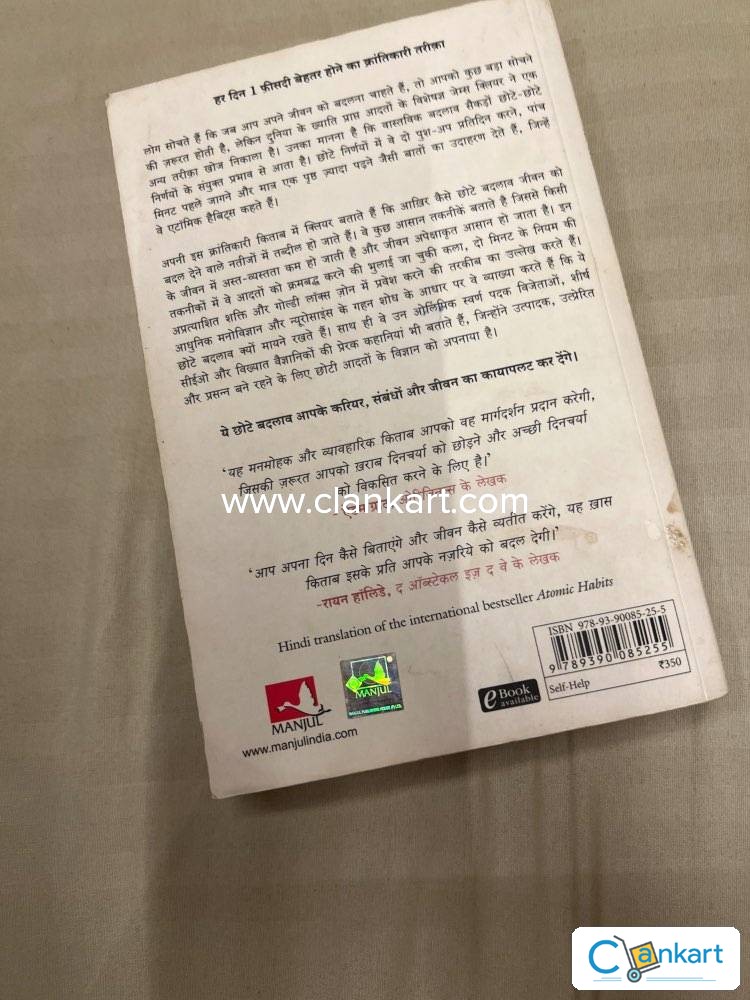 हर दिन 1 फीसदी बेहतर होने का क्रांतिकारी तरीक़ा
लोग सोचते हैं कि जब आप अपने जीवन को बदलना चाहते हैं, तो आपको कुछ बड़ा सोचने
की ज़रूरत होती है, लेकिन दुनिया के ख्याति प्राप्त आदतों के विशेषज्ञ जेम्स क्लियर ने एक
अन्य तरीक़ा खोज निकाला है। उनका मानना है कि वास्तविक बदलाव सैकड़ों छोटे-छोटे
निर्णयों के संयुक्त प्रभाव से आता है। छोटे निर्णयों में वे दो पुश-अप प्रतिदिन करने, पांच
मिनट पहले जागने और मात्र एक पृष्ठ ज़्यादा पढ़ने जैसी बातों का उदाहरण देते हैं, जिन्हें
वे एटॉमिक हैबिट्स कहते हैं।
अपनी इस क्रांतिकारी किताब में क्लियर बताते हैं कि आख़िर कैसे छोटे बदलाव जीवन को
बदल देने वाले नतीजों में तब्दील हो जाते हैं। वे कुछ आसान तकनीकें बताते है जिससे किसी
के जीवन में अस्त-व्यस्तता कम हो जाती है और जीवन अपेक्षाकृत आसान हो जाता है। इन
तकनीकों में वे आदतों को क्रमबद्ध करने की भुलाई जा चुकी कला, दो मिनट के नियम की
अप्रत्याशित शक्ति और गोल्डी लॉक्स ज़ोन में प्रवेश करने की तरकीब का उल्लेख करते हैं।
आधुनिक मनोविज्ञान और न्यूरोसाइंस के गहन शोध के आधार पर वे व्याख्या करते हैं कि ये
छोटे बदलाव क्यों मायने रखते हैं। साथ ही वे उन ओलिंपिक स्वर्ण पदक विजेताओं, शीर्ष
सीईओ और विख्यात वैज्ञानिकों की प्रेरक कहानियां भी बताते हैं, जिन्होंने उत्पादक, उत्प्रेरित
और प्रसन्न बने रहने के लिए छोटी आदतों के विज्ञान को अपनाया है।
ये छोटे बदलाव आपके करियर, संबंधों और जीवन का कायापलट कर देंगे।
'यह मनमोहक और व्यावहारिक किताब आपको वह मार्गदर्शन प्रदान करेगी,
जिसकी ज़रूरत आपको ख़राब दिनचर्या को छोड़ने और अच्छी दिनचर्या
को विकसित करने के लिए है।'
के लेखक
www.clankart.com
'आप अपना दिन कैसे बिताएंगे और जीवन कैसे व्यतीत करेंगे, यह ख़ास
किताब इसके प्रति आपके नज़रिये को बदल देगी।'
-रायन हॉलिडे, द ऑब्स्टेकल इज़ द वे के लेखक
Hindi translation of the international bestseller Atomic Habits
MANJUL
www.manjulindia.com
MANJUL
eBook
available
ISBN 978-93-90085-25-5
9 789390 085255
Self-Help ₹350
Clankart